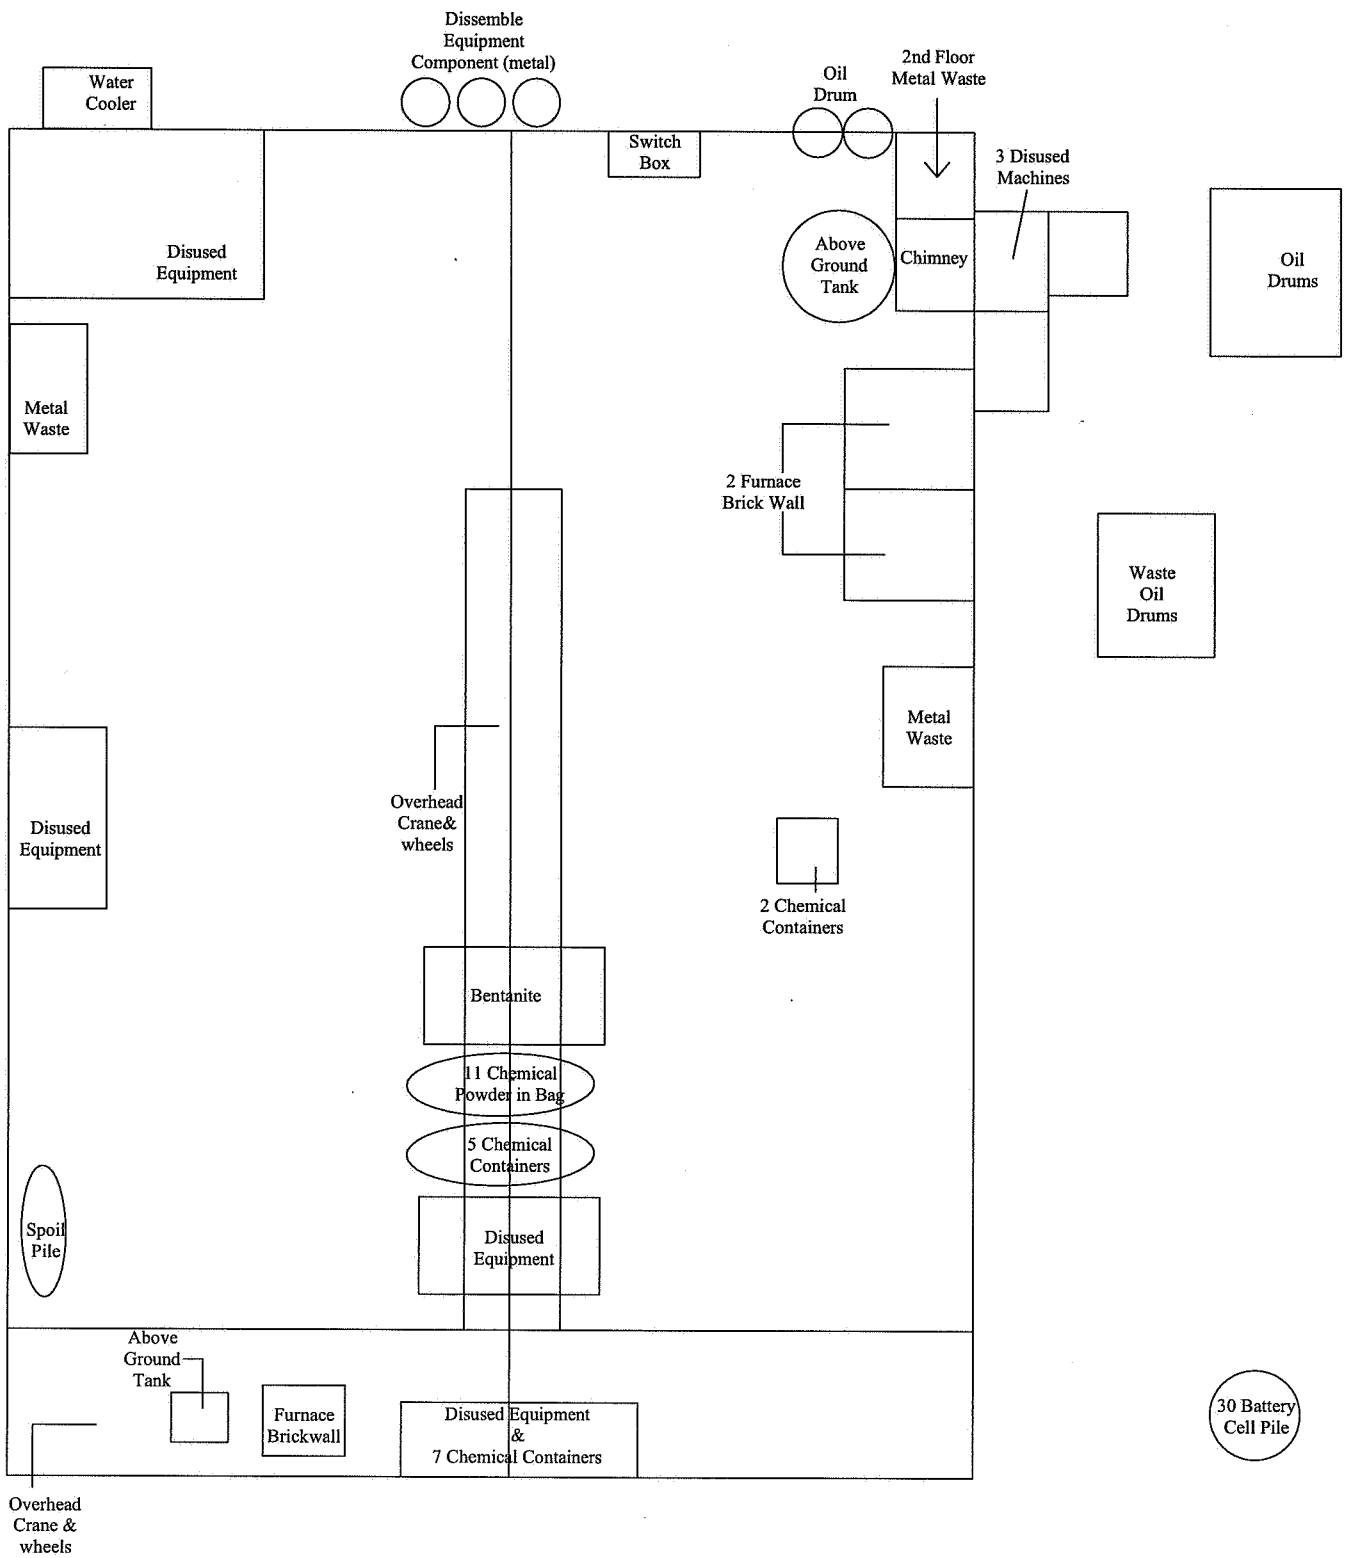 Dissemble
Equipment
Component (metal)
Water
Cooler
Oil
Drum
2nd Floor
Metal Waste
Switch
Box
3 Disused
Machines
Disused
Equipment
Above
Ground
Tank
Chimney
Oil
Drums
Metal
Waste
2 Furnace
Brick Wall
Waste
Oil
Drums
Metal
Waste
Overhead
Crane&
wheels
Disused
Equipment
2 Chemical
Containers
Bentanite
11 Chemical
Powder in Bag
5 Chemical
Containers
Spoil
Pile
Disused
Equipment
Above
Ground
Tank
Furnace
Brickwall
Disused Equipment
&
7 Chemical Containers
30 Battery
Cell Pile
Overhead
Crane &
wheels